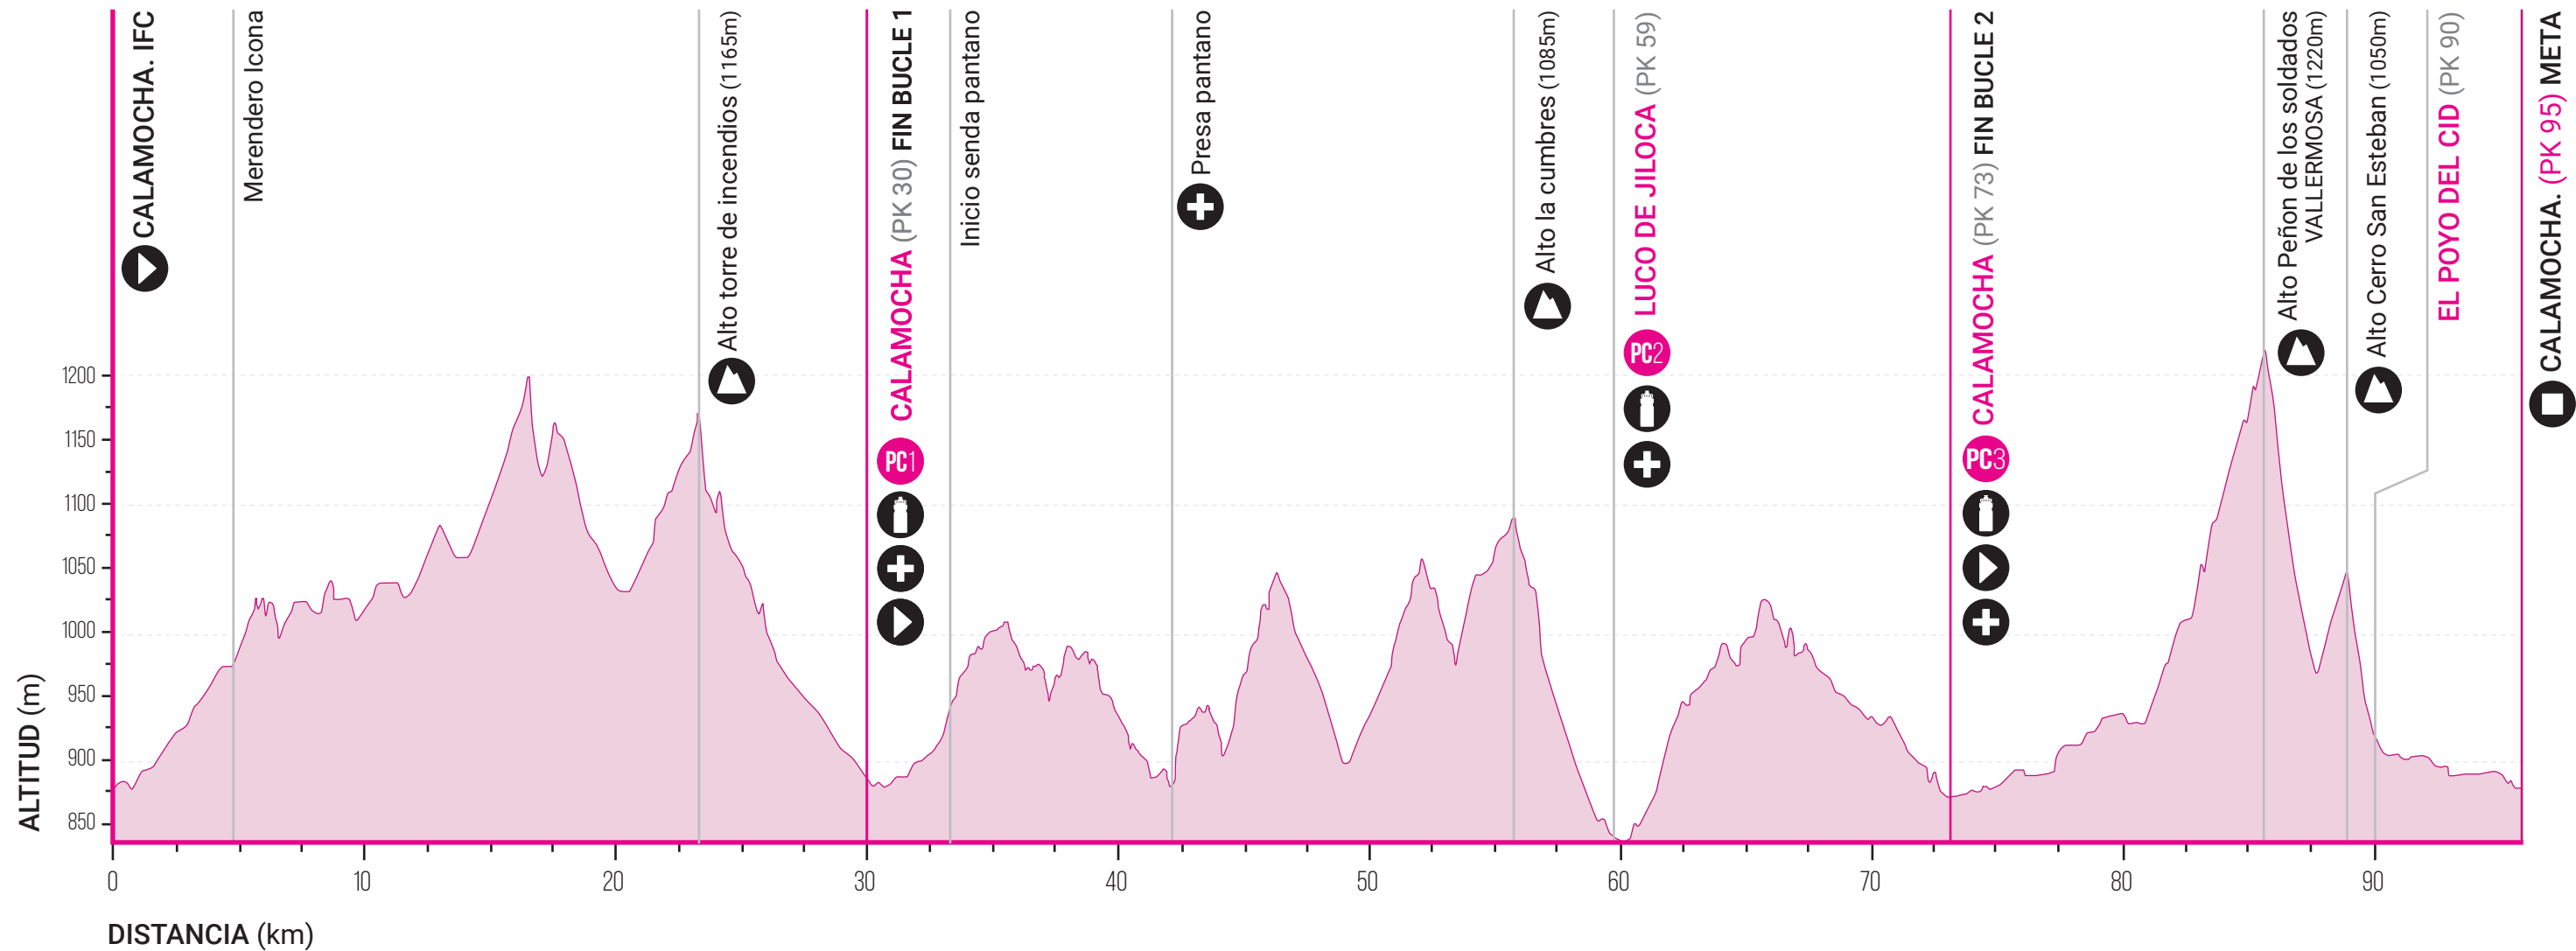 CALAMOCHA. IFC
Merendero Icona
Alto torre de incendios (1165m)
CALAMOCHA (PK 30) FIN BUCLE 1
PC1
Inicio senda pantano
Presa pantano
Alto la cumbres (1085m)
LUCO DE JILOCA (PK 59)
PC2
CALAMOCHA (PK 73) FIN BUCLE 2
PC3
Alto Peñon de los soldados
VALLERMOSA (1220m)
Alto Cerro San Esteban (1050m)
EL POYO DEL CID (PK 90)
CALAMOCHA. (PK 95) META
ALTITUD (m)
1200
1150
1100
1050
1000
950
900
850
0 10 20 30 40 50 60 70 80 90
DISTANCIA (km)